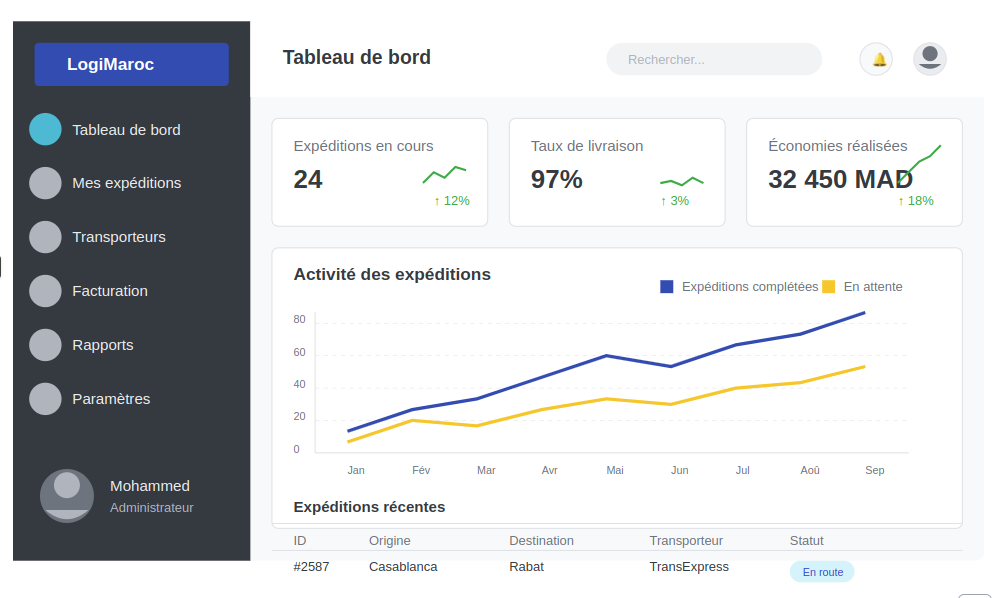 LogiMaroc
Tableau de bord
Mes expéditions
Transporteurs
Facturation
Rapports
Paramètres
Mohammed
Administrateur
Tableau de bord
Rechercher...
Expéditions en cours
24
↑ 12%
Taux de livraison
97%
↑ 3%
Économies réalisées
32 450 MAD
↑ 18%
Activité des expéditions
Expéditions complétées En attente
80
60
40
20
0
Jan Fév Mar Avr Mai Jun Jul Aoû Sep
Expéditions récentes
ID Origine Destination Transporteur Statut
#2587 Casablanca Rabat TransExpress En route